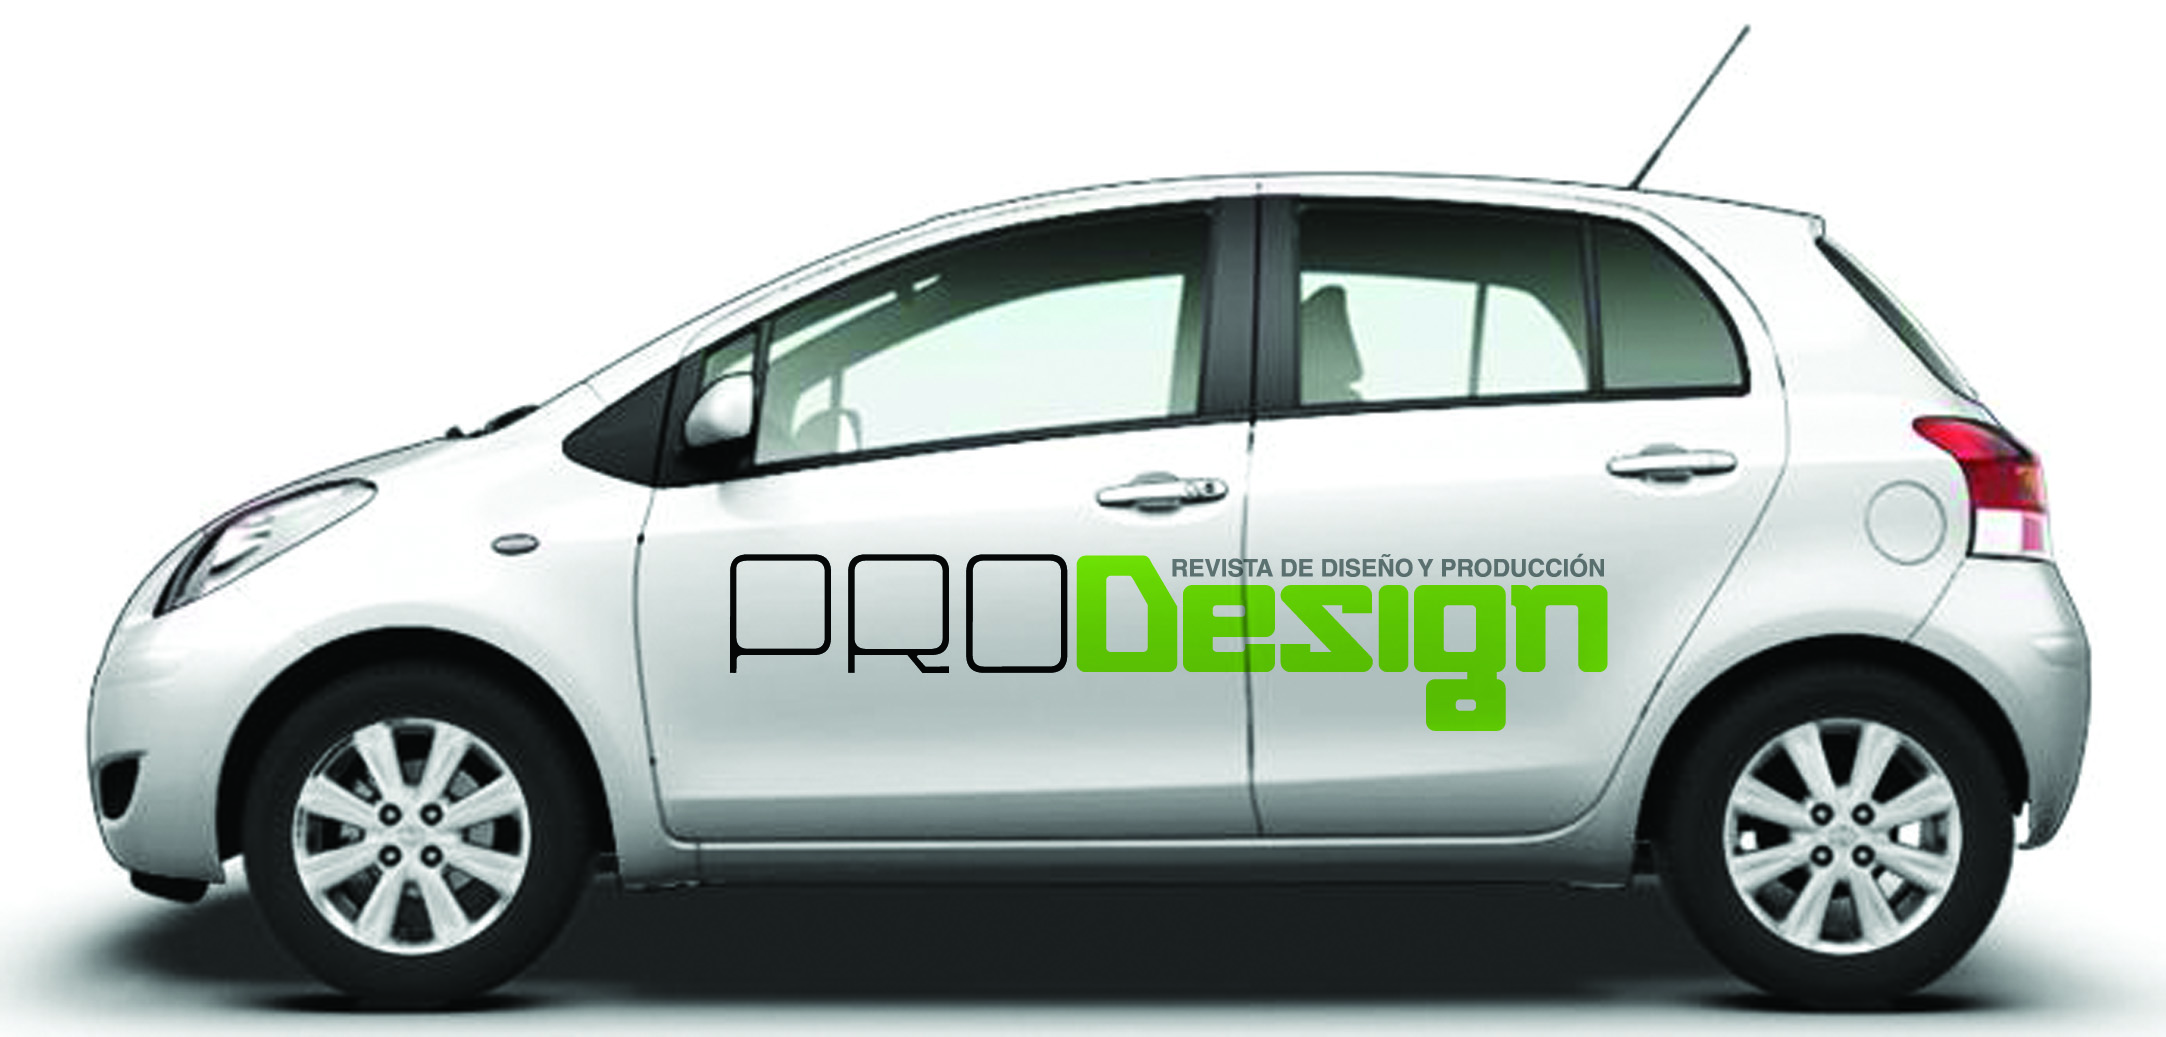 PRODesign
REVISTA DE DISEÑO Y PRODUCCIÓN